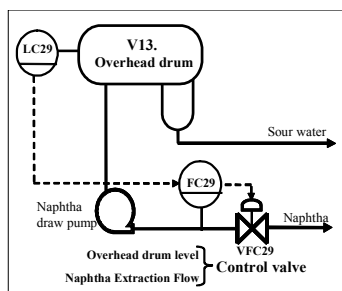 LC29
V13.
Overhead drum
Sour water
FC29
Naphtha
draw pump
Naphtha
VFC29
Overhead drum level
Naphtha Extraction Flow
Control valve